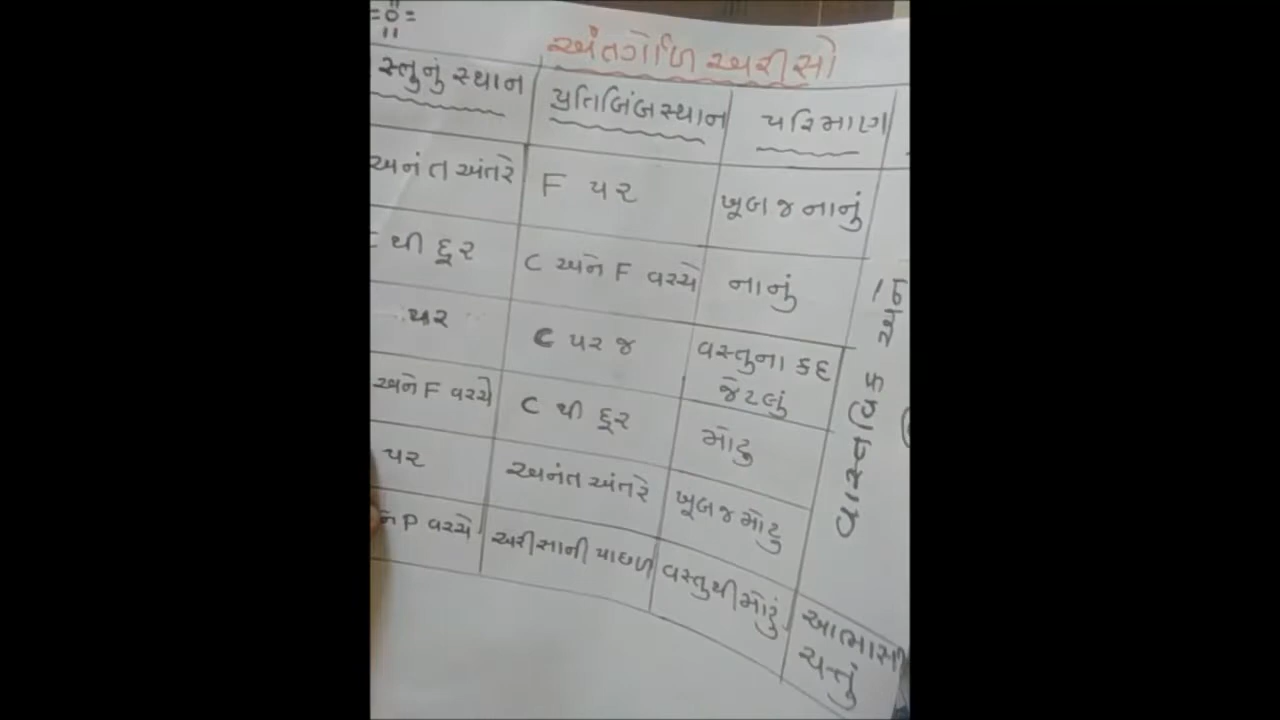 અંતર્ગોળ અરીસો
સ્તુનું સ્થાન પ્રતિબિંબસ્થાન પરિમાણ
અનંત અંતરે F પર ખૂબ જ નાનું
થી દૂર C અને F વચ્ચે નાનું
પર C પર જ વસ્તુના કદ
જેટલું
અને F વચ્ચે C થી દૂર મોટુ
પર અનંત અંતરે ખૂબ જ મોટુ
ને P વચ્ચે અરીસાની પાછળ વસ્તુથી મોટું
વાસ્તવિક અને
આભાસી
ચત્તું